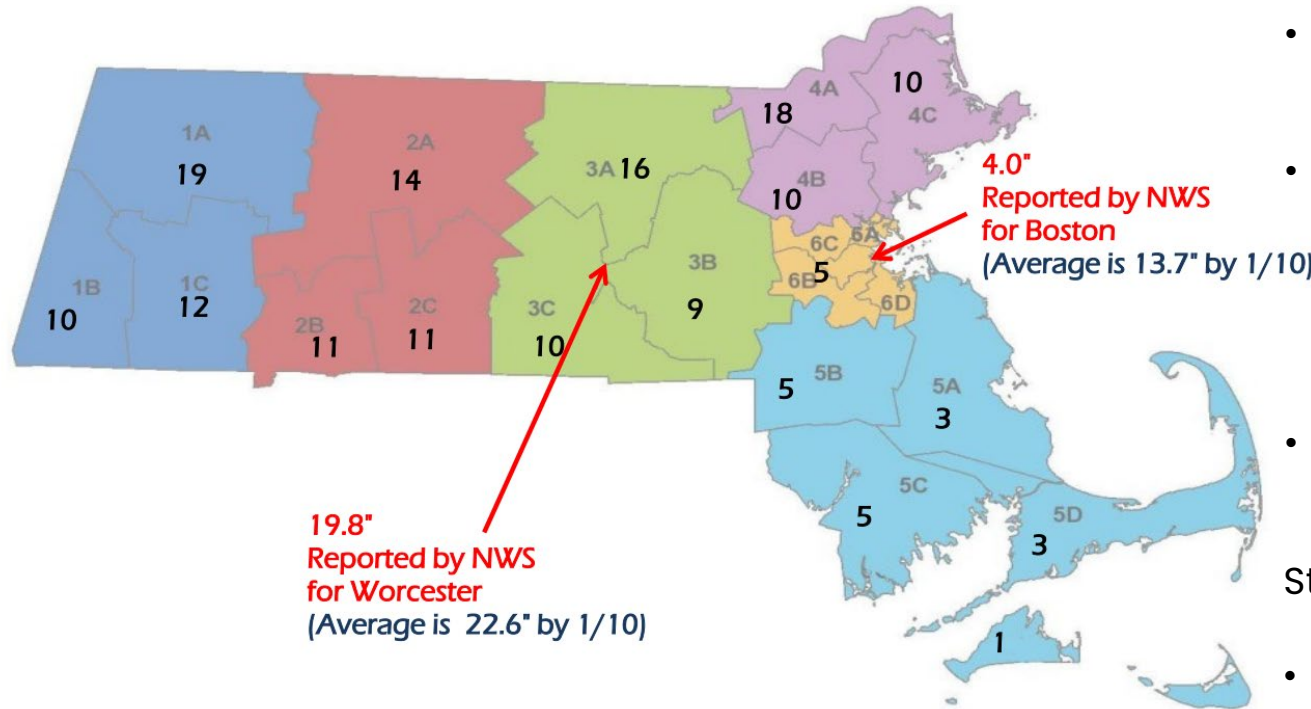 1A
19
1B
10
1C
12
2A
14
2B
11
2C
11
3A 16
3B
9
3C
10
4A
18
10
4C
4B
10
6C
6A
6B
5
6D
5B
5
5A
3
5C
5
5D
3
1
4.0"
Reported by NWS
for Boston
(Average is 13.7" by 1/10)
19.8"
Reported by NWS
for Worcester
(Average is 22.6" by 1/10)
•
•
•
St
•